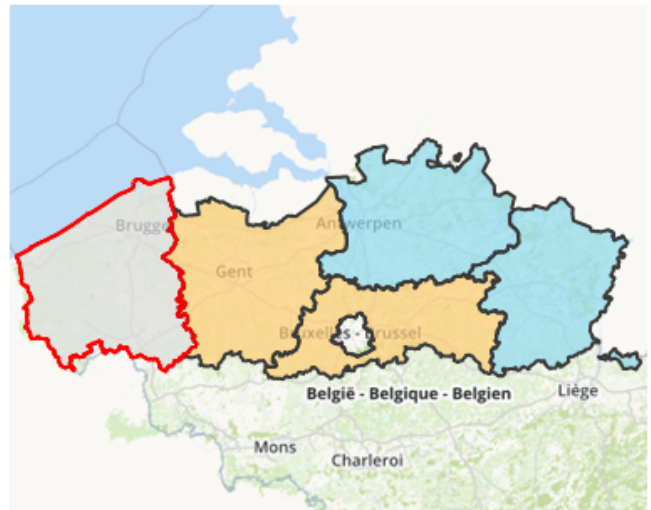 Brugge
Antwerpen
Gent
Bruxelles - Brussel
België - Belgique - Belgien
Liège
Mons
Charleroi